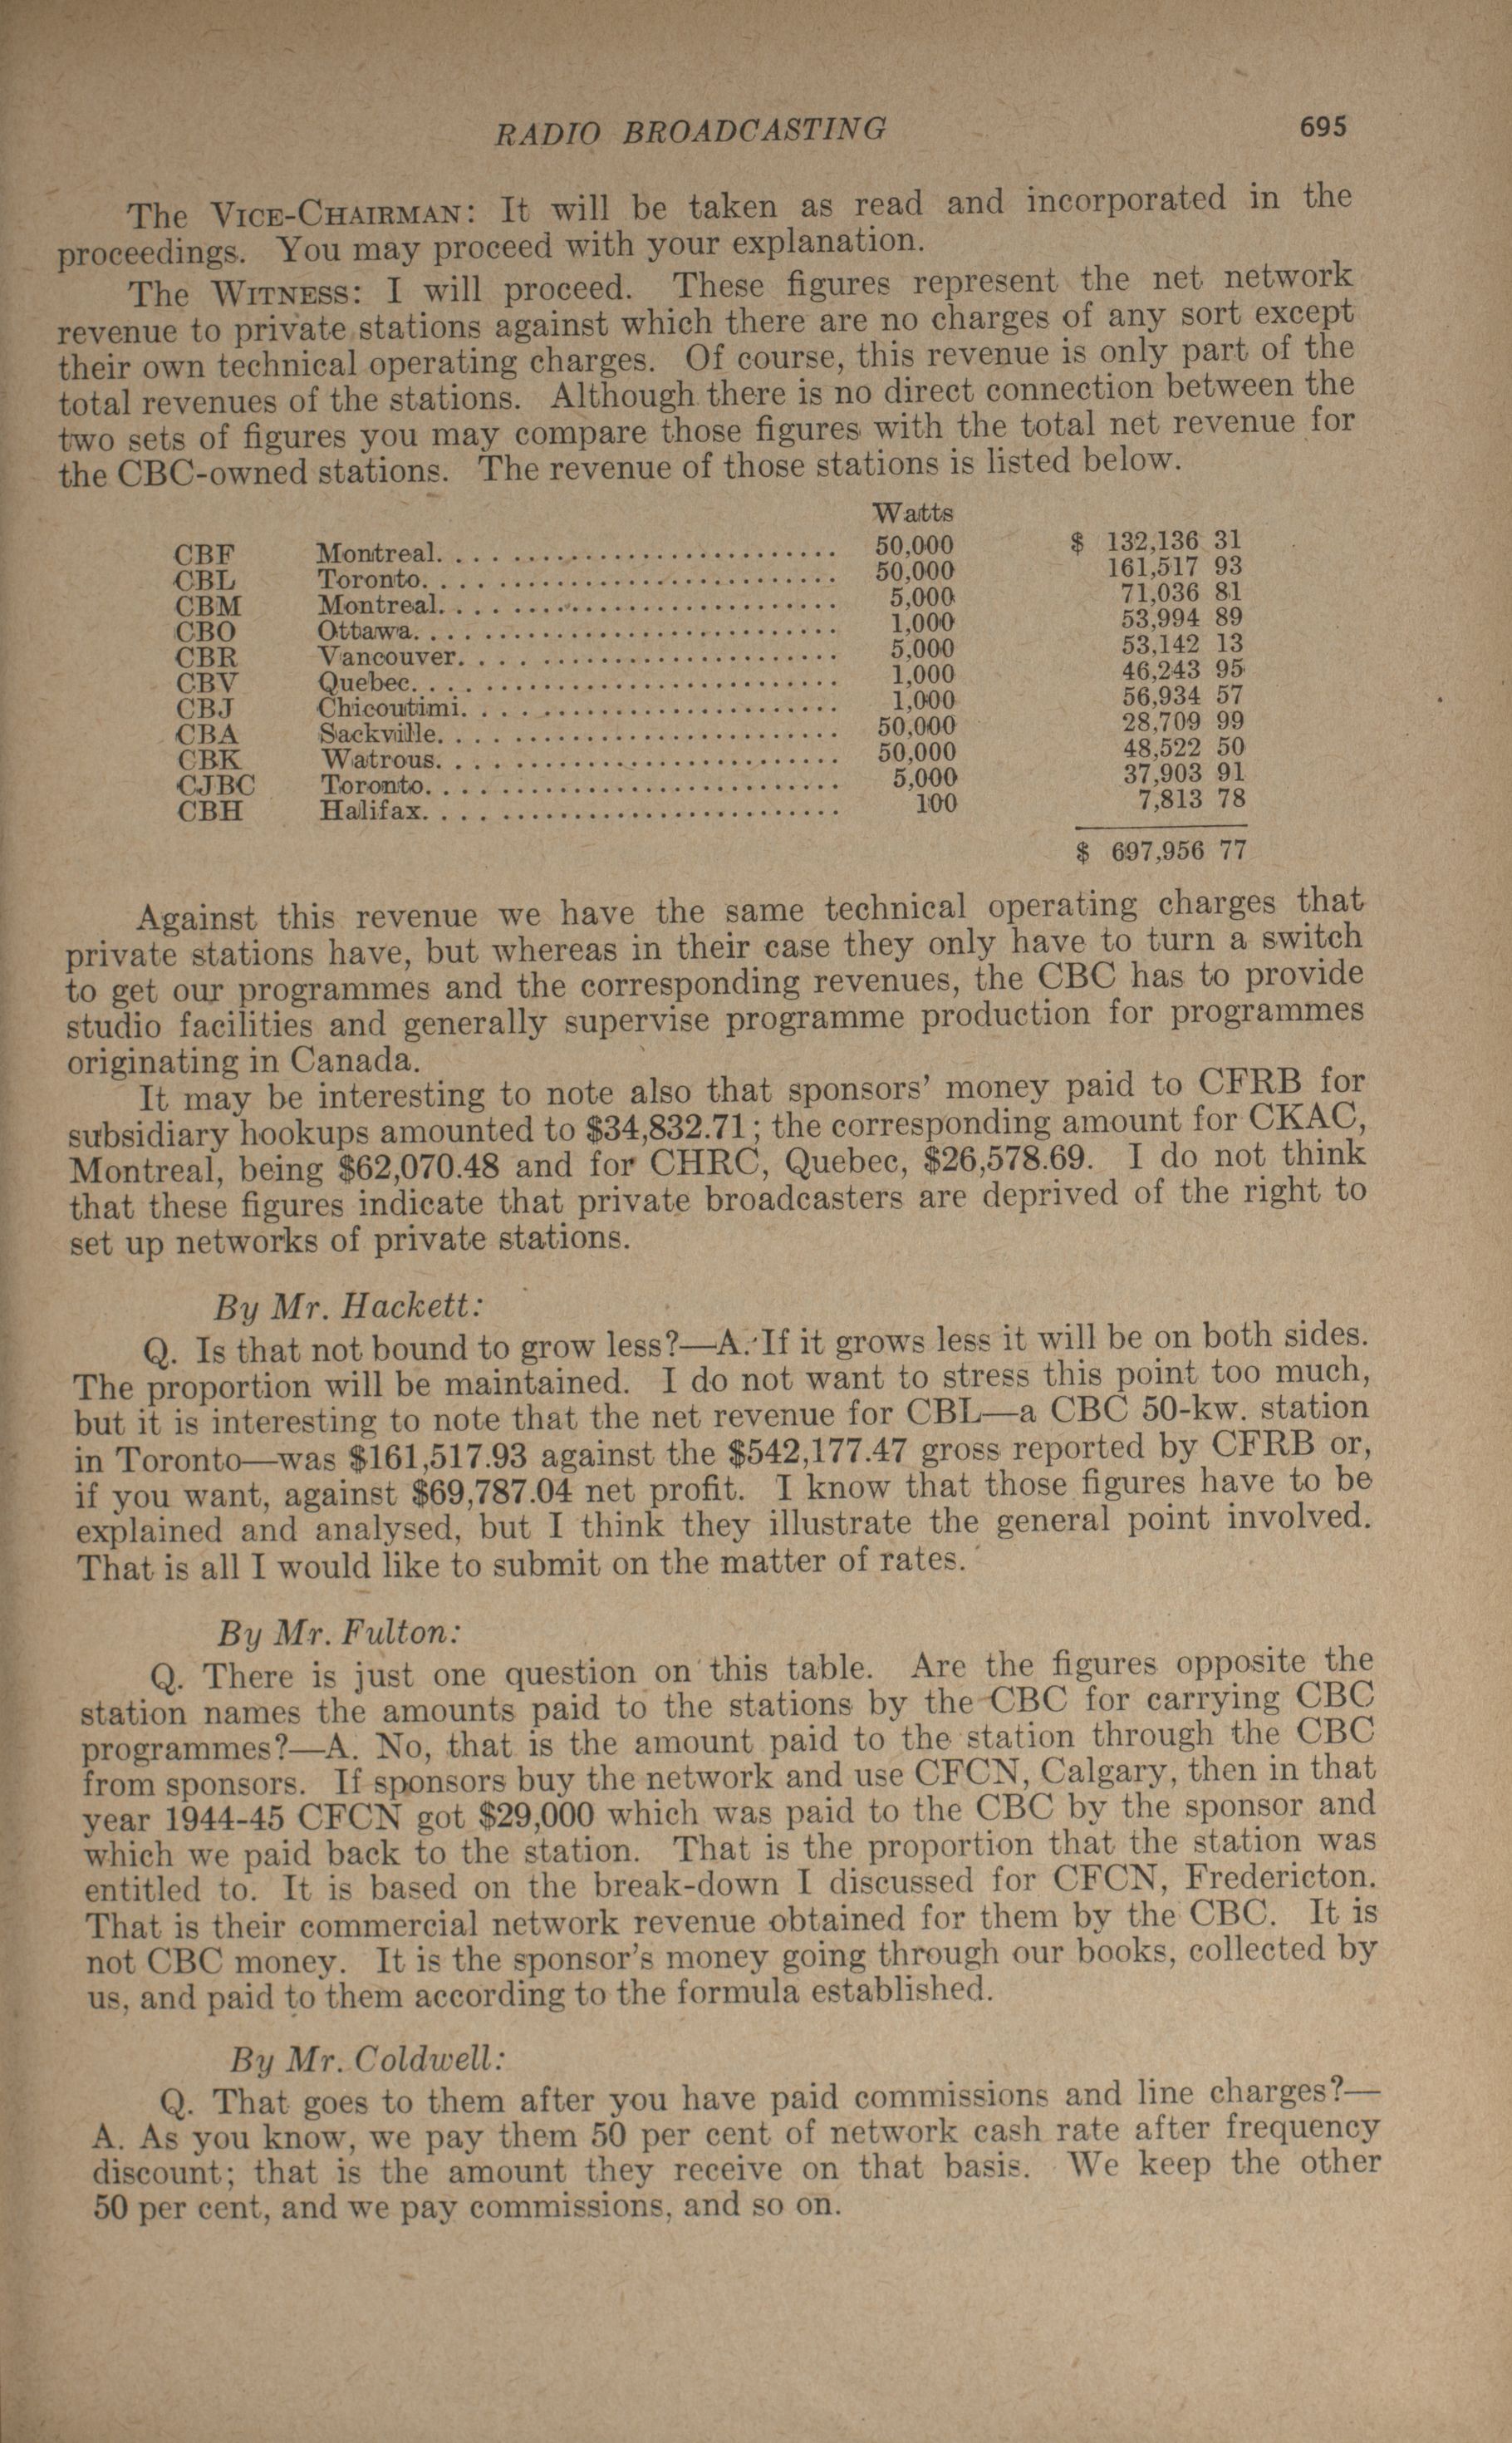 RADIO BROADCASTING 695
The VICE-CHAIRMAN: It will be taken as read and incorporated in the
proceedings. You may proceed with your explanation.
The WITNESS: I will proceed. These figures represent the net network
revenue to private stations against which there are no charges of any sort except
their own technical operating charges. Of course, this revenue is only part of the
total revenues of the stations. Although there is no direct connection between the
two sets of figures you may compare those figures with the total net revenue for
the CBC-owned stations. The revenue of those stations is listed below.
Watts
CBF Montreal............................ 50,000 $ 132,136 31
CBL Toronto............................ 50,000 161,517 93
CBM Montreal............................ 5,000 71,036 81
CBO Ottawa............................ 1,000 53,994 89
CBR Vancouver............................ 5,000 53,142 13
CBV Quebec............................ 1,000 46,243 95
CBJ Chicoutimi............................ 1,000 56,934 57
CBA Sackville............................ 50,000 28,709 99
CBK Watrous............................ 50,000 48,522 50
CJBC Toronto............................ 5,000 37,903 91
CBH Halifax............................ 100 7,813 78
$ 697,956 77
Against this revenue we have the same technical operating charges that
private stations have, but whereas in their case they only have to turn a switch
to get our programmes and the corresponding revenues, the CBC has to provide
studio facilities and generally supervise programme production for programmes
originating in Canada.
It may be interesting to note also that sponsors' money paid to CFRB for
subsidiary hookups amounted to $34,832.71; the corresponding amount for CKAC,
Montreal, being $62,070.48 and for CHRC, Quebec, $26,578.69. I do not think
that these figures indicate that private broadcasters are deprived of the right to
set up networks of private stations.
By Mr. Hackett:
Q. Is that not bound to grow less?—A. If it grows less it will be on both sides.
The proportion will be maintained. I do not want to stress this point too much,
but it is interesting to note that the net revenue for CBL—a CBC 50-kw. station
in Toronto—was $161,517.93 against the $542,177.47 gross reported by CFRB or,
if you want, against $69,787.04 net profit. I know that those figures have to be
explained and analysed, but I think they illustrate the general point involved.
That is all I would like to submit on the matter of rates.
By Mr. Fulton:
Q. There is just one question on this table. Are the figures opposite the
station names the amounts paid to the stations by the CBC for carrying CBC
programmes?—A. No, that is the amount paid to the station through the CBC
from sponsors. If sponsors buy the network and use CFCN, Calgary, then in that
year 1944-45 CFCN got $29,000 which was paid to the CBC by the sponsor and
which we paid back to the station. That is the proportion that the station was
entitled to. It is based on the break-down I discussed for CFCN, Fredericton.
That is their commercial network revenue obtained for them by the CBC. It is
not CBC money. It is the sponsor's money going through our books, collected by
us, and paid to them according to the formula established.
By Mr. Coldwell:
Q. That goes to them after you have paid commissions and line charges?—
A. As you know, we pay them 50 per cent of network cash rate after frequency
discount; that is the amount they receive on that basis. We keep the other
50 per cent, and we pay commissions, and so on.